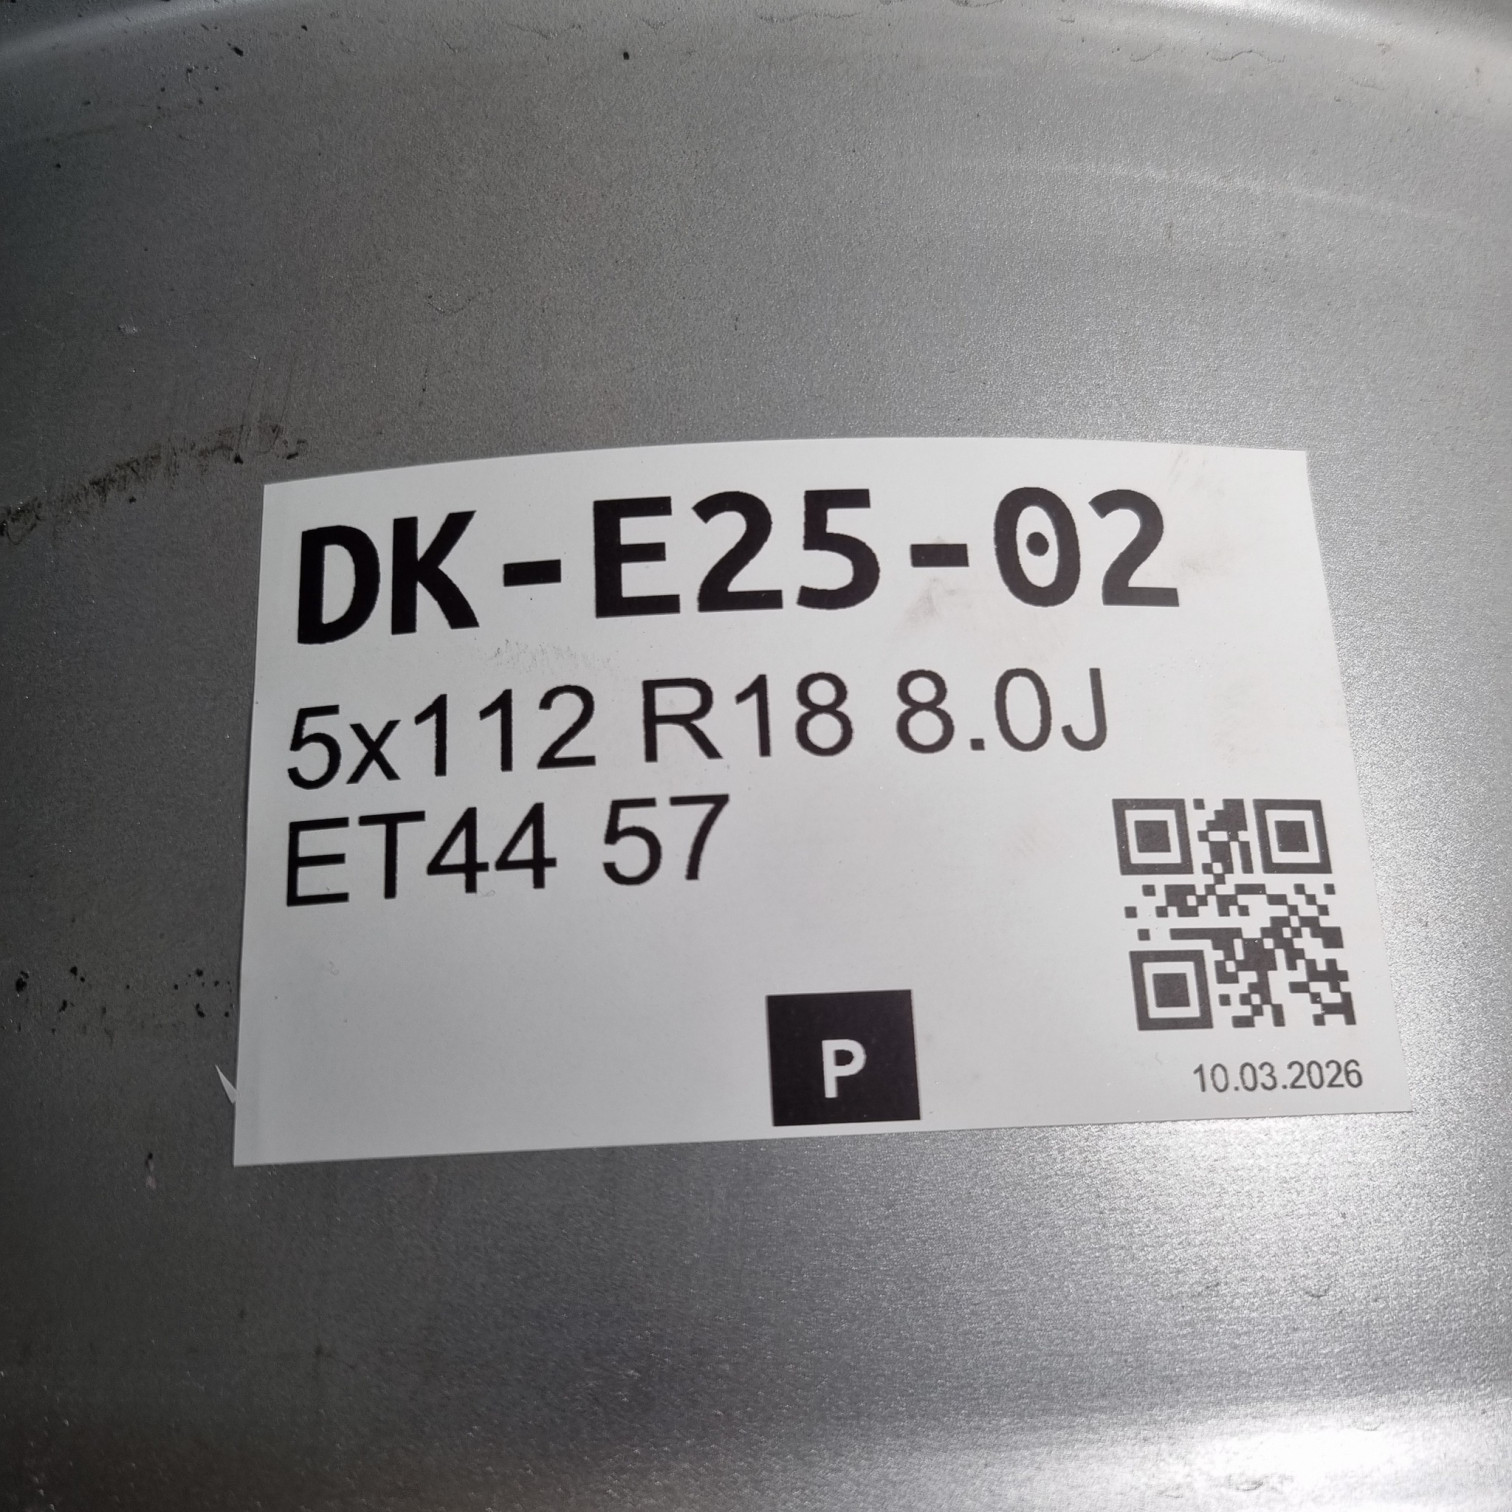 DK-E25-02
5x112 R18 8.0J
ET44 57
P
10.03.2026